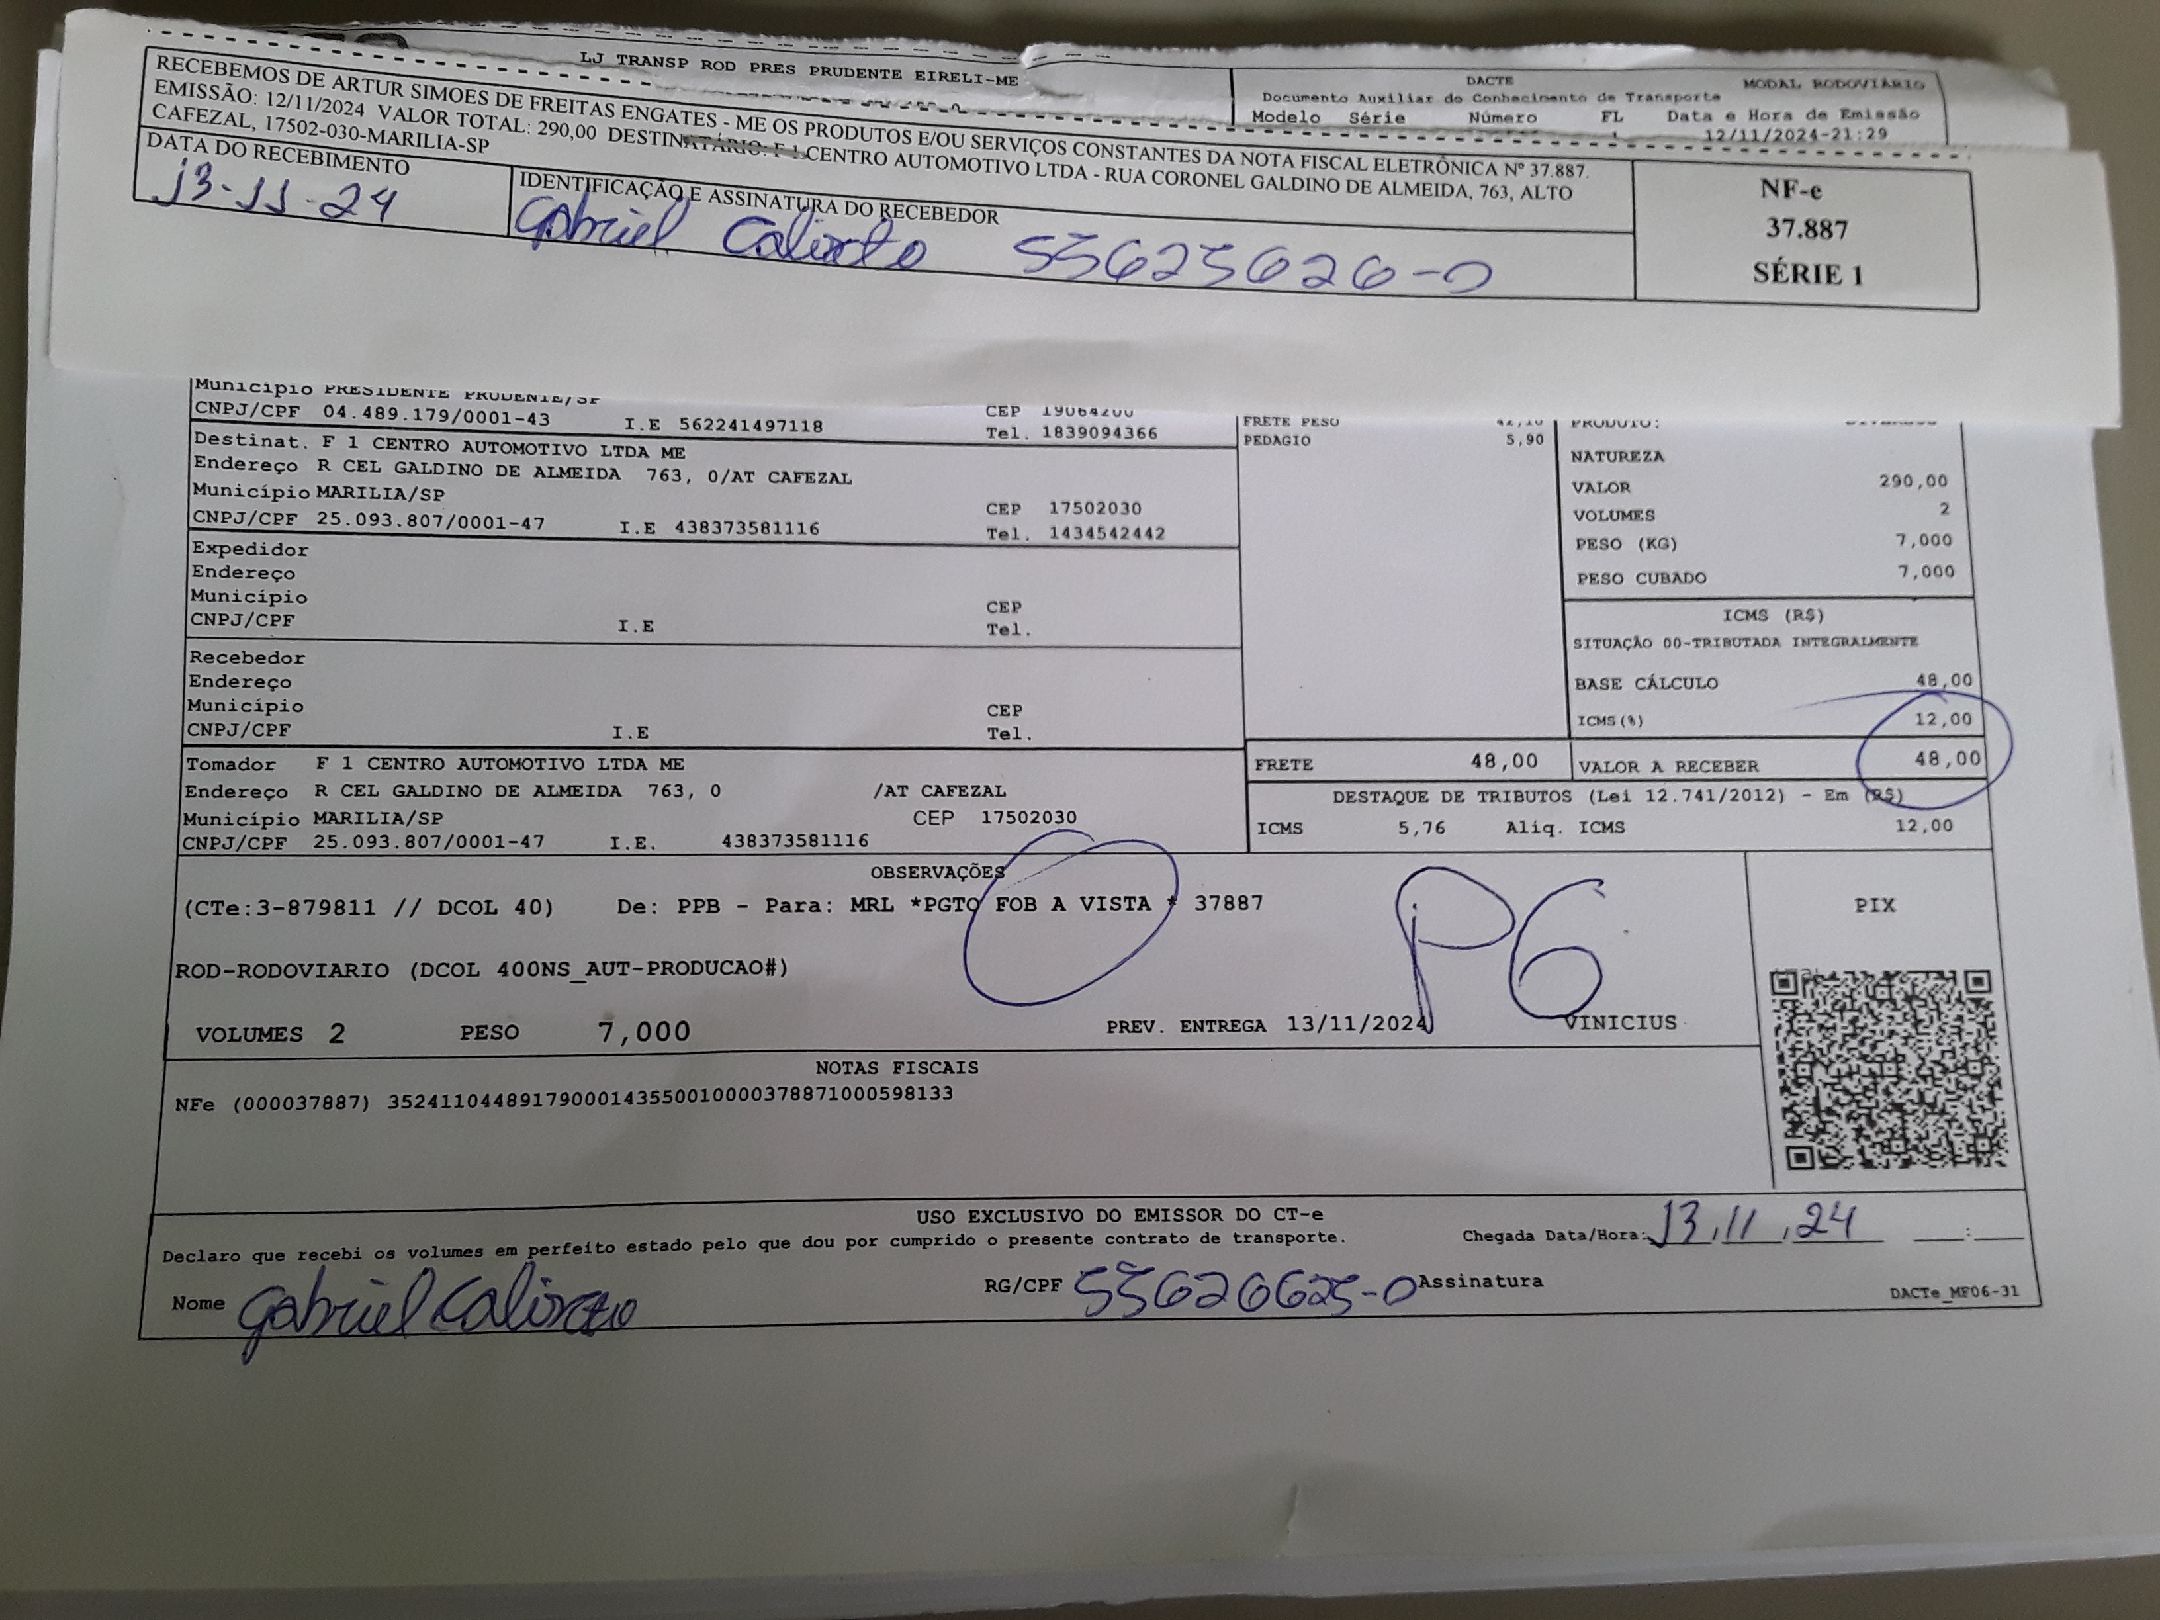 LJ TRANSP ROD PRES PRUDENTE EIRELI-ME
DACTE
MODAL RODOVIÁRIO
Documento Auxiliar do Conhecimento de Transporte
Modelo Série Número FL Data e Hora de Emissão
12/11/2024-21:29
RECEBEMOS DE ARTUR SIMOES DE FREITAS ENGATES - ME OS PRODUTOS E/OU SERVIÇOS CONSTANTES DA NOTA FISCAL ELETRÔNICA Nº 37.887.
EMISSÃO: 12/11/2024 VALOR TOTAL: 290,00 DESTINATÁRIO: F 1 CENTRO AUTOMOTIVO LTDA - RUA CORONEL GALDINO DE ALMEIDA, 763, ALTO
CAFEZAL, 17502-030-MARILIA-SP
DATA DO RECEBIMENTO
13-11-24
IDENTIFICAÇÃO E ASSINATURA DO RECEBEDOR
Gabriel Calixto 55625626-0
NF-e
37.887
SÉRIE 1
Município PRESIDENTE PRUDENTE/SP
CEP 19064200
CNPJ/CPF 04.489.179/0001-43 I.E 562241497118 Tel. 1839094366
Destinat. F 1 CENTRO AUTOMOTIVO LTDA ME
Endereço R CEL GALDINO DE ALMEIDA 763, 0/AT CAFEZAL
Município MARILIA/SP CEP 17502030
CNPJ/CPF 25.093.807/0001-47 I.E 438373581116 Tel. 1434542442
Expedidor
Endereço
Município CEP
CNPJ/CPF I.E Tel.
Recebedor
Endereço
Município CEP
CNPJ/CPF I.E Tel.
Tomador F 1 CENTRO AUTOMOTIVO LTDA ME
Endereço R CEL GALDINO DE ALMEIDA 763, 0 /AT CAFEZAL
Município MARILIA/SP CEP 17502030
CNPJ/CPF 25.093.807/0001-47 I.E. 438373581116
FRETE PESO 42,10
PEDAGIO 5,90
PRODUTO: DIVERSOS
NATUREZA
VALOR 290,00
VOLUMES 2
PESO (KG) 7,000
PESO CUBADO 7,000
ICMS (R$)
SITUAÇÃO 00-TRIBUTADA INTEGRALMENTE
BASE CÁLCULO 48,00
ICMS(%) 12,00
FRETE 48,00 VALOR A RECEBER 48,00
DESTAQUE DE TRIBUTOS (Lei 12.741/2012) - Em (R$)
ICMS 5,76 Aliq. ICMS 12,00
OBSERVAÇÕES
(CTe:3-879811 // DCOL 40) De: PPB - Para: MRL *PGTO FOB A VISTA * 37887
PG
ROD-RODOVIARIO (DCOL 400NS_AUT-PRODUCAO#)
VOLUMES 2 PESO 7,000 PREV. ENTREGA 13/11/2024 VINICIUS
PIX
NOTAS FISCAIS
NFe (000037887) 35241104489179000143550010000378871000598133
USO EXCLUSIVO DO EMISSOR DO CT-e
Declaro que recebi os volumes em perfeito estado pelo que dou por cumprido o presente contrato de transporte.
Chegada Data/Hora: 13,11,24 :
Nome Gabriel Calixto RG/CPF 55620625-0 Assinatura
DACTe_MF06-31